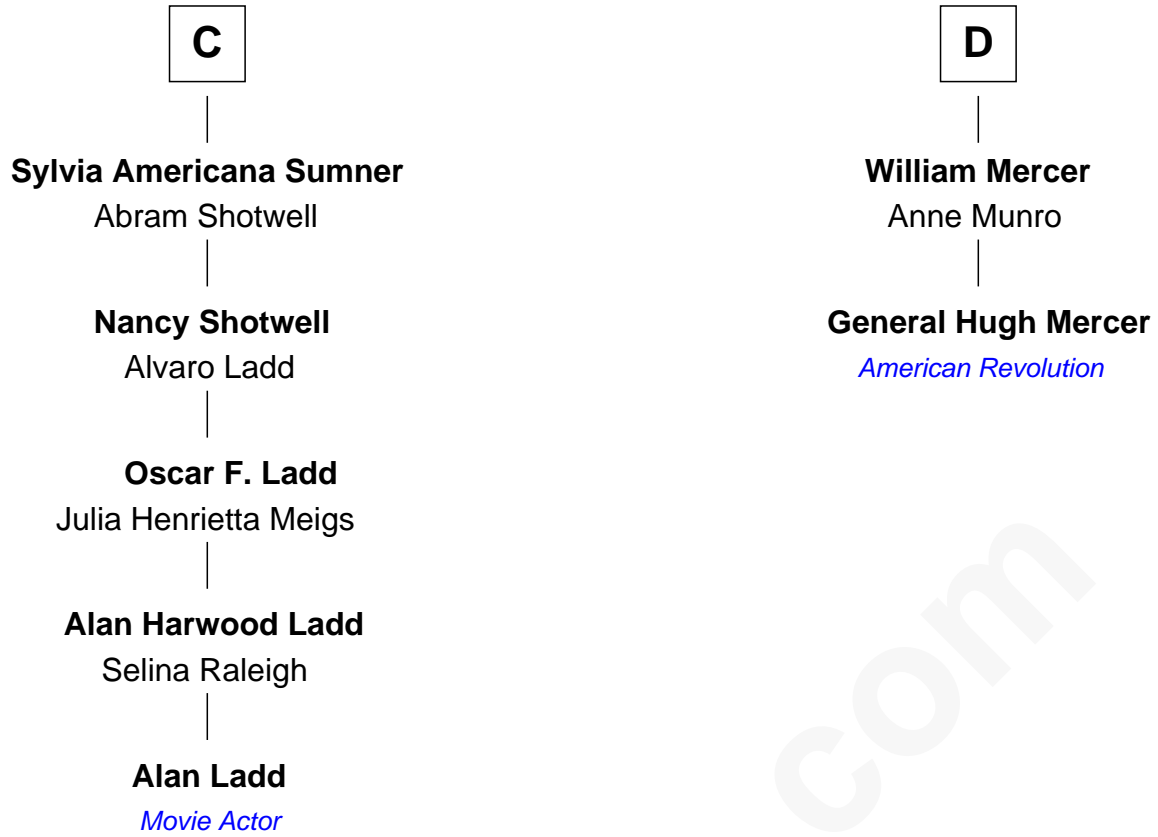 C
Sylvia Americana Sumner
Abram Shotwell
Nancy Shotwell
Alvaro Ladd
Oscar F. Ladd
Julia Henrietta Meigs
Alan Harwood Ladd
Selina Raleigh
Alan Ladd
Movie Actor
D
William Mercer
Anne Munro
General Hugh Mercer
American Revolution
com